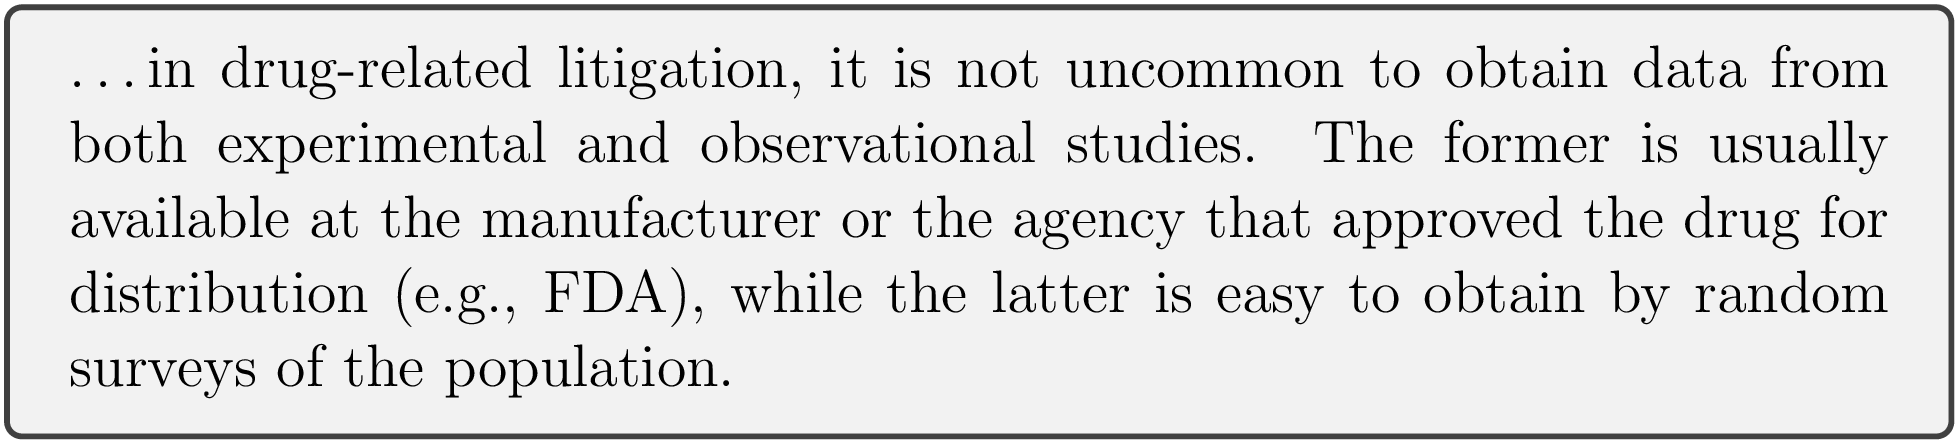 ...in drug-related litigation, it is not uncommon to obtain data from
both experimental and observational studies. The former is usually
available at the manufacturer or the agency that approved the drug for
distribution (e.g., FDA), while the latter is easy to obtain by random
surveys of the population.